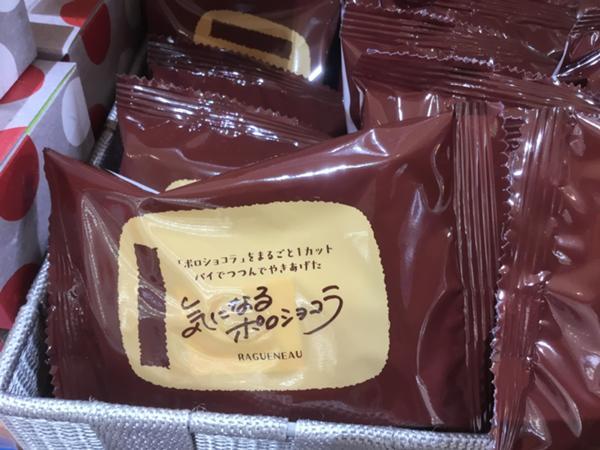 「ポロショコラ」をまるごと1カット
パイでつつんでやきあげた
気になる
ポロショコラ
RAGUENEAU